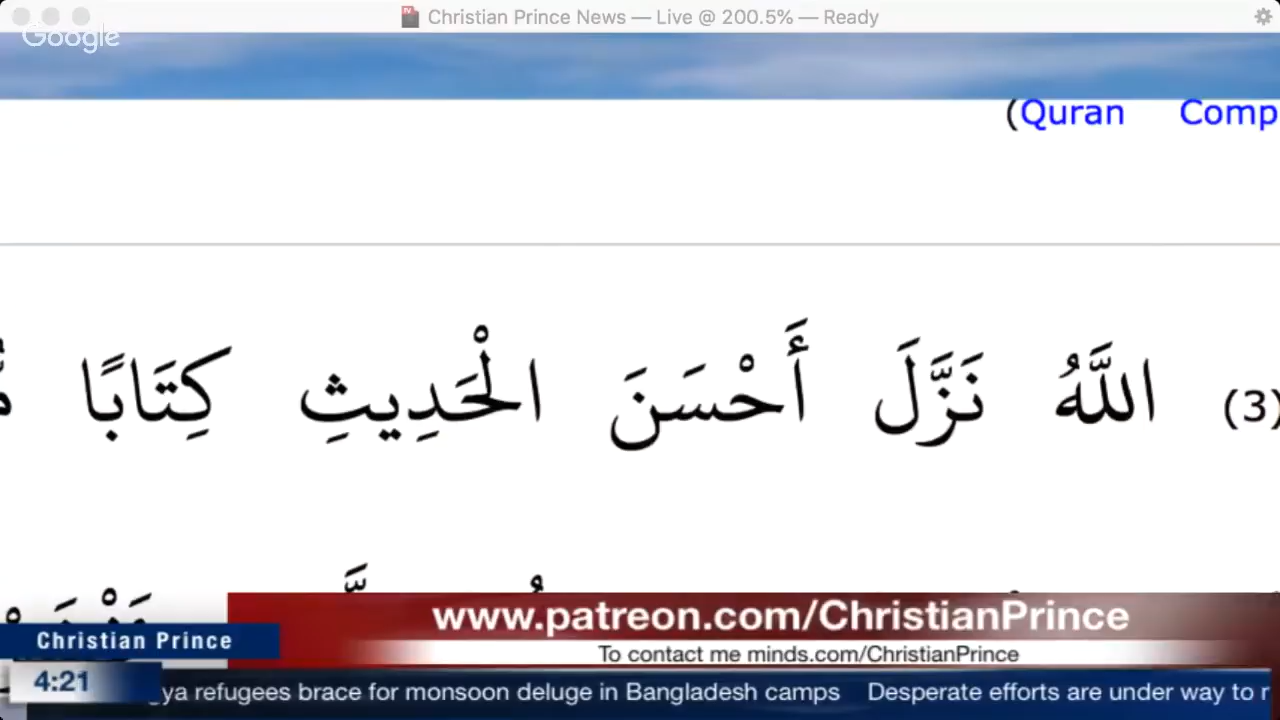 Christian Prince News — Live @ 200.5% — Ready
Google
(Quran Comp
(3) اللَّهُ نَزَّلَ أَحْسَنَ الْحَدِيثِ كِتَابًا
www.patreon.com/ChristianPrince
Christian Prince
To contact me minds.com/ChristianPrince
4:21
refugees brace for monsoon deluge in Bangladesh camps Desperate efforts are under way to